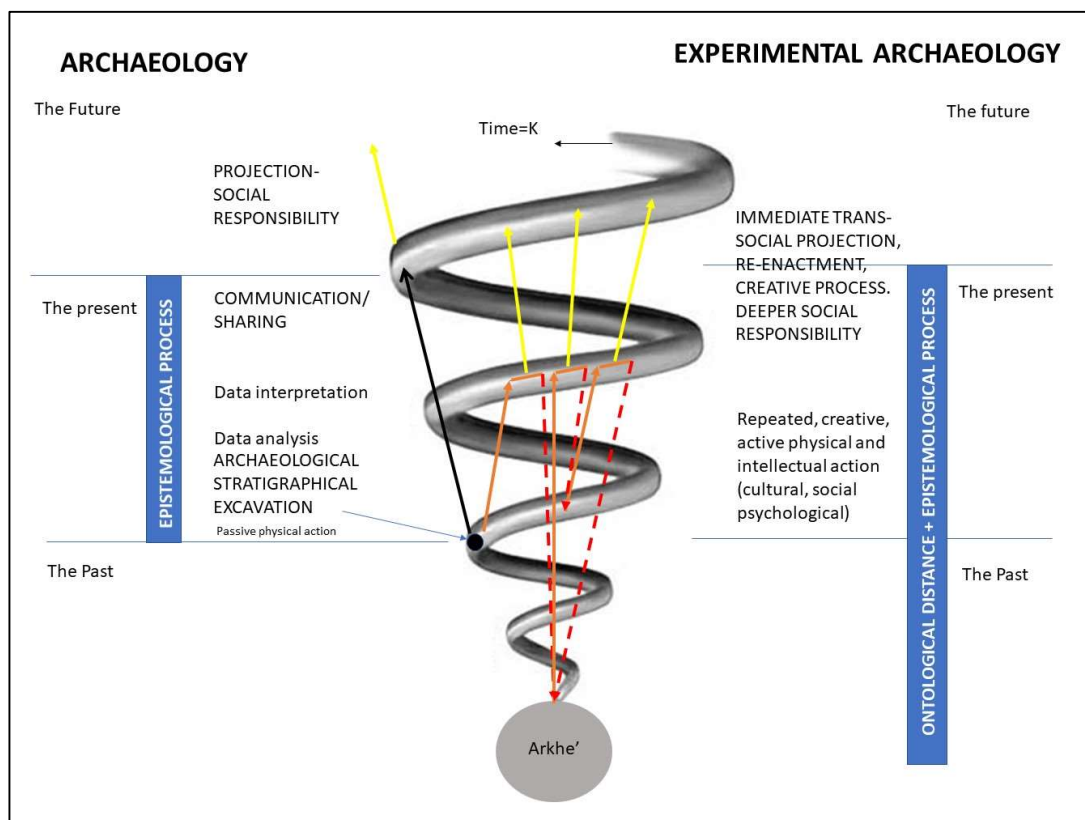 ARCHAEOLOGY
EXPERIMENTAL ARCHAEOLOGY
The Future
Time=K
The future
PROJECTION-
SOCIAL
RESPONSIBILITY
IMMEDIATE TRANS-
SOCIAL PROJECTION,
RE-ENACTMENT,
CREATIVE PROCESS.
DEEPER SOCIAL
RESPONSIBILITY
The present
EPISTEMOLOGICAL PROCESS
COMMUNICATION/
SHARING
The present
Data interpretation
Data analysis
ARCHAEOLOGICAL
STRATIGRAPHICAL
EXCAVATION
Passive physical action
Repeated, creative,
active physical and
intellectual action
(cultural, social
psychological)
ONTOLOGICAL DISTANCE + EPISTEMOLOGICAL PROCESS
The Past
The Past
Arkhe’